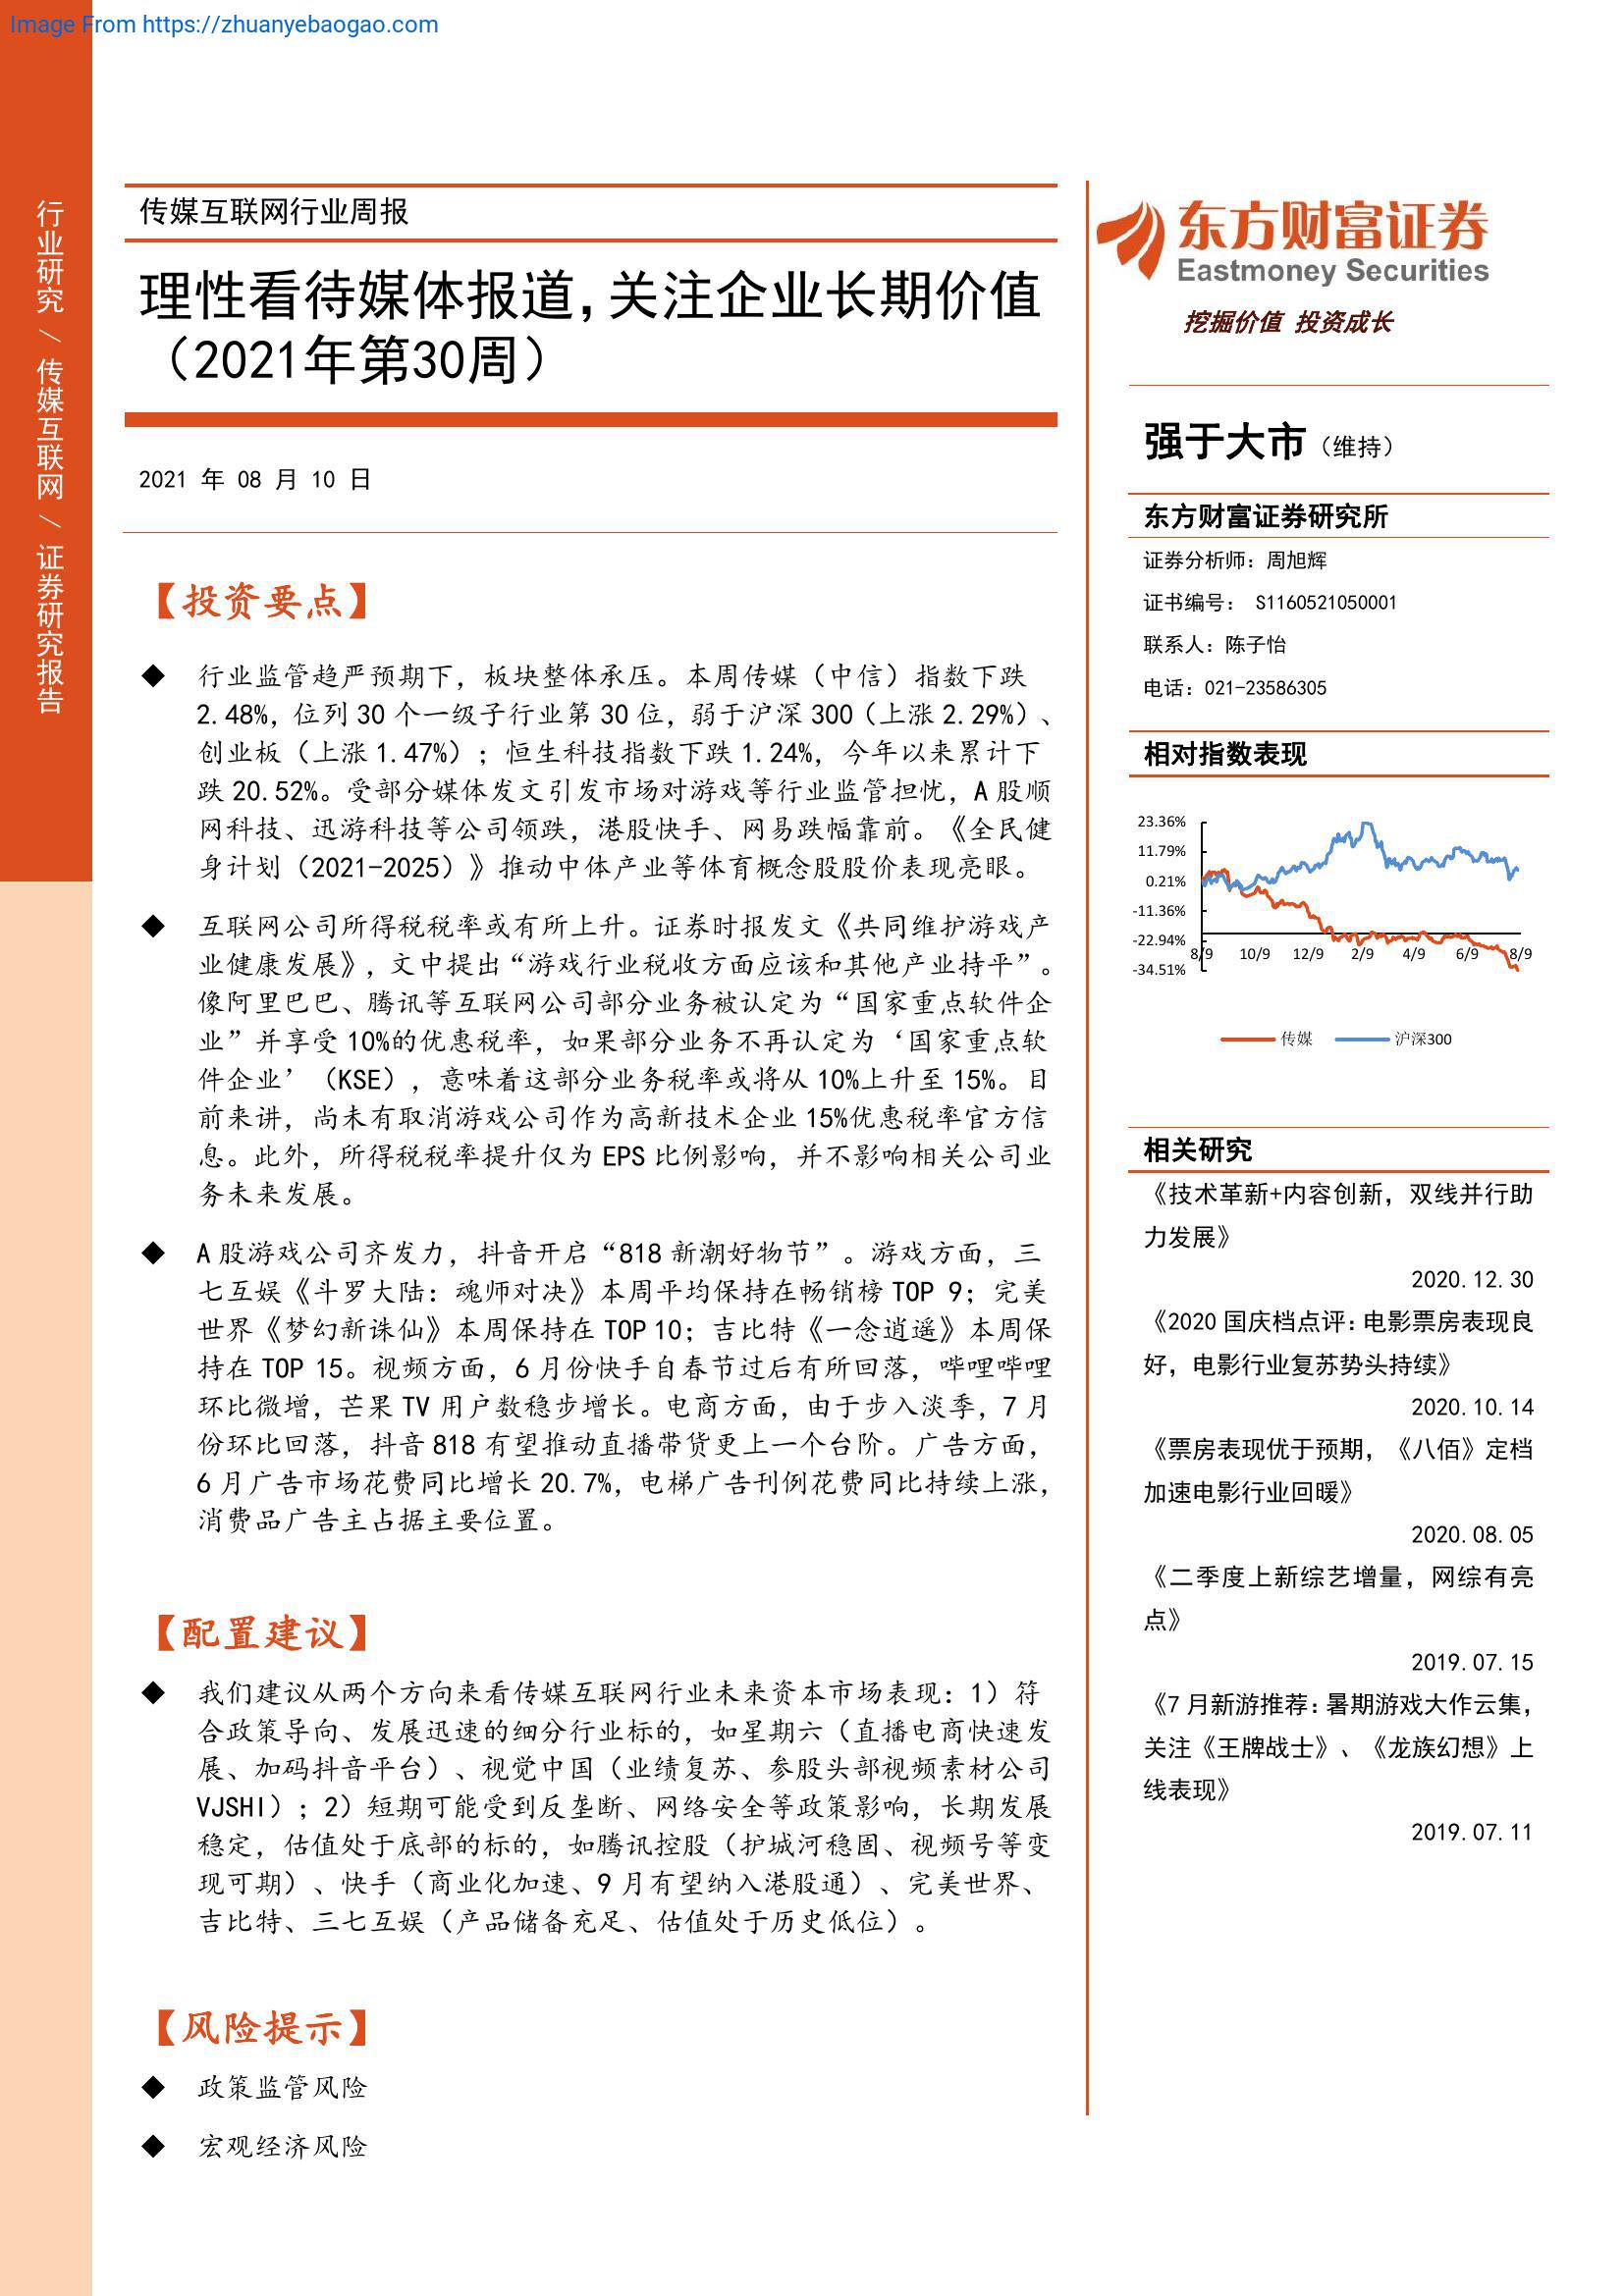 Image From https://zhuanyebaogao.com
行业研究 / 传媒互联网 / 证券研究报告
传媒互联网行业周报
理性看待媒体报道，关注企业长期价值
（2021年第30周）
2021 年 08 月 10 日
【投资要点】
◆ 行业监管趋严预期下，板块整体承压。本周传媒（中信）指数下跌
2.48%，位列 30 个一级子行业第 30 位，弱于沪深 300（上涨 2.29%）、
创业板（上涨 1.47%）；恒生科技指数下跌 1.24%，今年以来累计下
跌 20.52%。受部分媒体发文引发市场对游戏等行业监管担忧，A 股顺
网科技、迅游科技等公司领跌，港股快手、网易跌幅靠前。《全民健
身计划（2021-2025）》推动中体产业等体育概念股股价表现亮眼。
◆ 互联网公司所得税税率或有所上升。证券时报发文《共同维护游戏产
业健康发展》，文中提出“游戏行业税收方面应该和其他产业持平”。
像阿里巴巴、腾讯等互联网公司部分业务被认定为“国家重点软件企
业”并享受 10%的优惠税率，如果部分业务不再认定为‘国家重点软
件企业’（KSE），意味着这部分业务税率或将从 10%上升至 15%。目
前来讲，尚未有取消游戏公司作为高新技术企业 15%优惠税率官方信
息。此外，所得税税率提升仅为 EPS 比例影响，并不影响相关公司业
务未来发展。
◆ A 股游戏公司齐发力，抖音开启“818 新潮好物节”。游戏方面，三
七互娱《斗罗大陆：魂师对决》本周平均保持在畅销榜 TOP 9；完美
世界《梦幻新诛仙》本周保持在 TOP 10；吉比特《一念逍遥》本周保
持在 TOP 15。视频方面，6 月份快手自春节过后有所回落，哔哩哔哩
环比微增，芒果 TV 用户数稳步增长。电商方面，由于步入淡季，7 月
份环比回落，抖音 818 有望推动直播带货更上一个台阶。广告方面，
6 月广告市场花费同比增长 20.7%，电梯广告刊例花费同比持续上涨，
消费品广告主占据主要位置。
【配置建议】
◆ 我们建议从两个方向来看传媒互联网行业未来资本市场表现：1）符
合政策导向、发展迅速的细分行业标的，如星期六（直播电商快速发
展、加码抖音平台）、视觉中国（业绩复苏、参股头部视频素材公司
VJSHI）；2）短期可能受到反垄断、网络安全等政策影响，长期发展
稳定，估值处于底部的标的，如腾讯控股（护城河稳固、视频号等变
现可期）、快手（商业化加速、9 月有望纳入港股通）、完美世界、
吉比特、三七互娱（产品储备充足、估值处于历史低位）。
【风险提示】
◆ 政策监管风险
◆ 宏观经济风险
东方财富证券
Eastmoney Securities
挖掘价值 投资成长
强于大市（维持）
东方财富证券研究所
证券分析师：周旭辉
证书编号： S1160521050001
联系人：陈子怡
电话：021-23586305
相对指数表现
23.36%
11.79%
0.21%
-11.36%
-22.94%
-34.51%
8/9 10/9 12/9 2/9 4/9 6/9 8/9
传媒 沪深300
相关研究
《技术革新+内容创新，双线并行助
力发展》
2020.12.30
《2020 国庆档点评：电影票房表现良
好，电影行业复苏势头持续》
2020.10.14
《票房表现优于预期，《八佰》定档
加速电影行业回暖》
2020.08.05
《二季度上新综艺增量，网综有亮
点》
2019.07.15
《7 月新游推荐：暑期游戏大作云集，
关注《王牌战士》、《龙族幻想》上
线表现》
2019.07.11